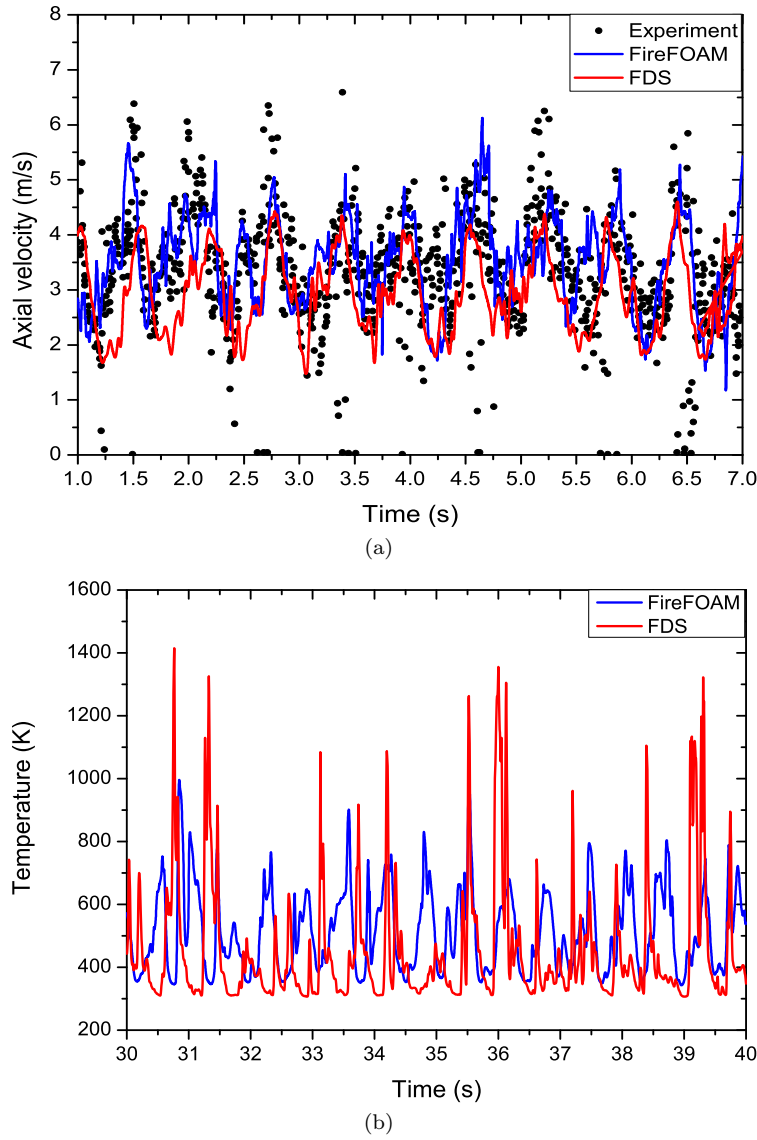 8
7
6
5
4
3
2
1
0
Axial velocity (m/s)
Experiment
FireFOAM
FDS
1.0 1.5 2.0 2.5 3.0 3.5 4.0 4.5 5.0 5.5 6.0 6.5 7.0
Time (s)
(a)
1600
1400
1200
1000
800
600
400
200
Temperature (K)
FireFOAM
FDS
30 31 32 33 34 35 36 37 38 39 40
Time (s)
(b)